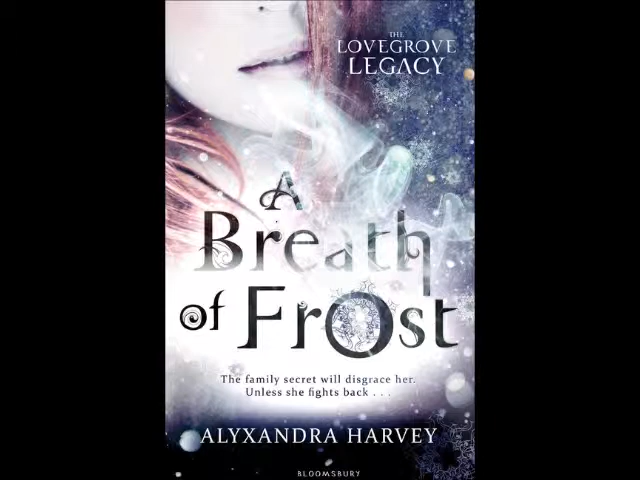 THE
LOVEGROVE
LEGACY
A
Breath
of Frost
The family secret will disgrace her.
Unless she fights back . . .
ALYXANDRA HARVEY
BLOOMSBURY